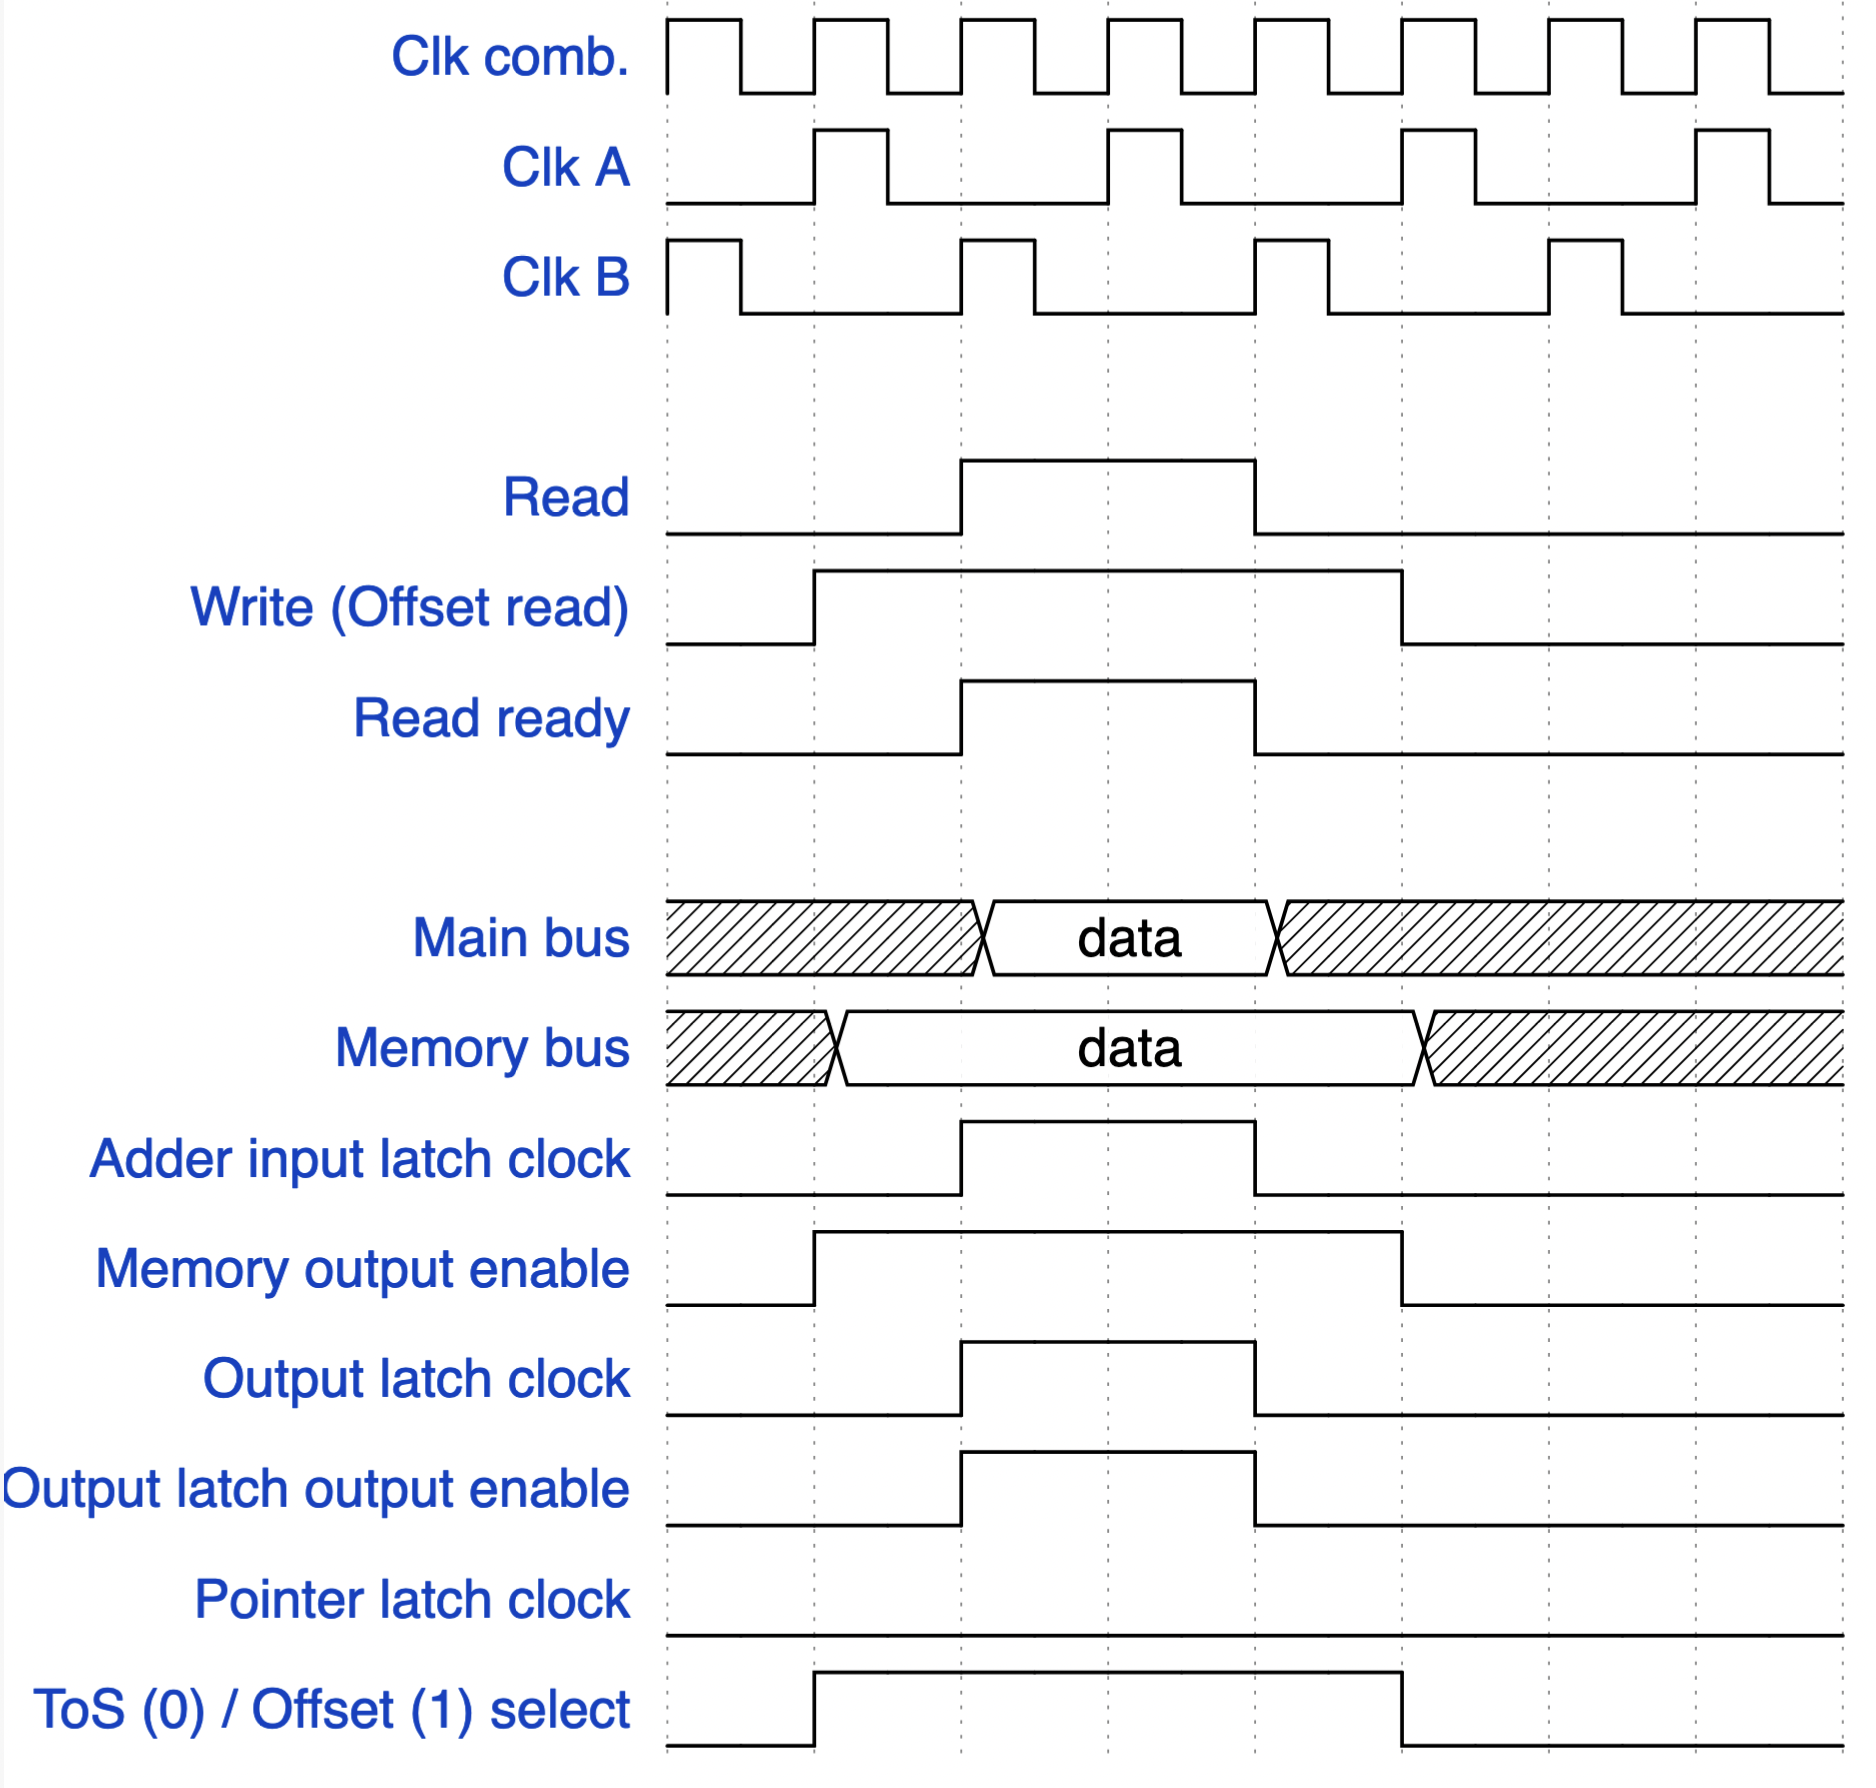 Clk comb.
Clk A
Clk B
Read
Write (Offset read)
Read ready
Main bus data
Memory bus data
Adder input latch clock
Memory output enable
Output latch clock
Output latch output enable
Pointer latch clock
ToS (0) / Offset (1) select